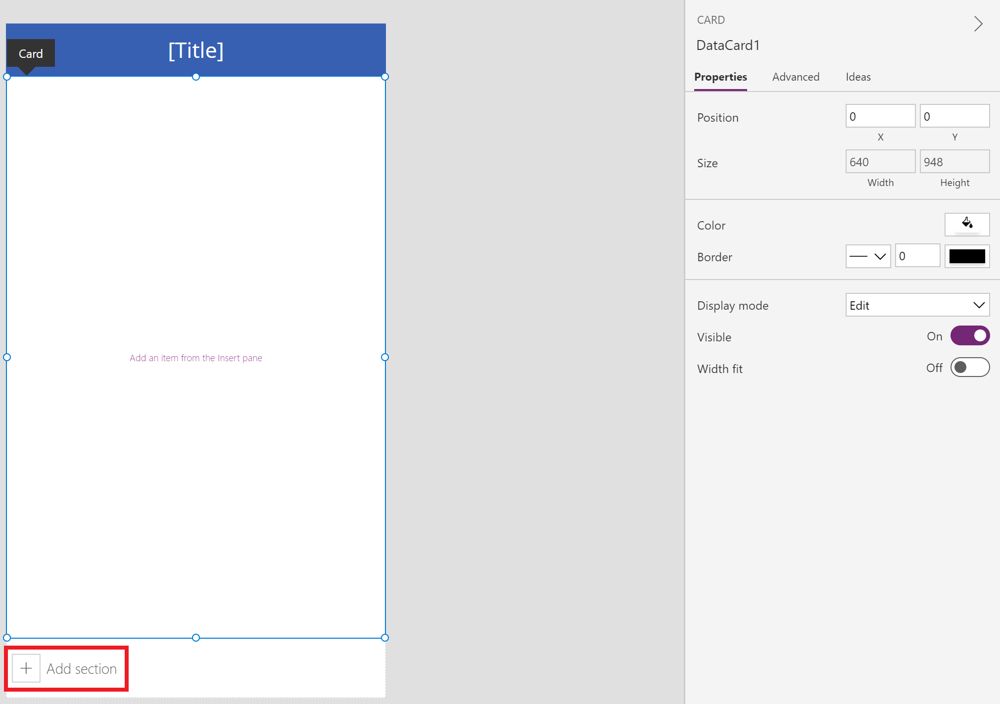 [Title]
Card
Add an item from the Insert pane
Add section
CARD
DataCard1
Properties Advanced Ideas
Position 0 0
X Y
Size 640 948
Width Height
Color
Border 0
Display mode Edit
Visible On
Width fit Off